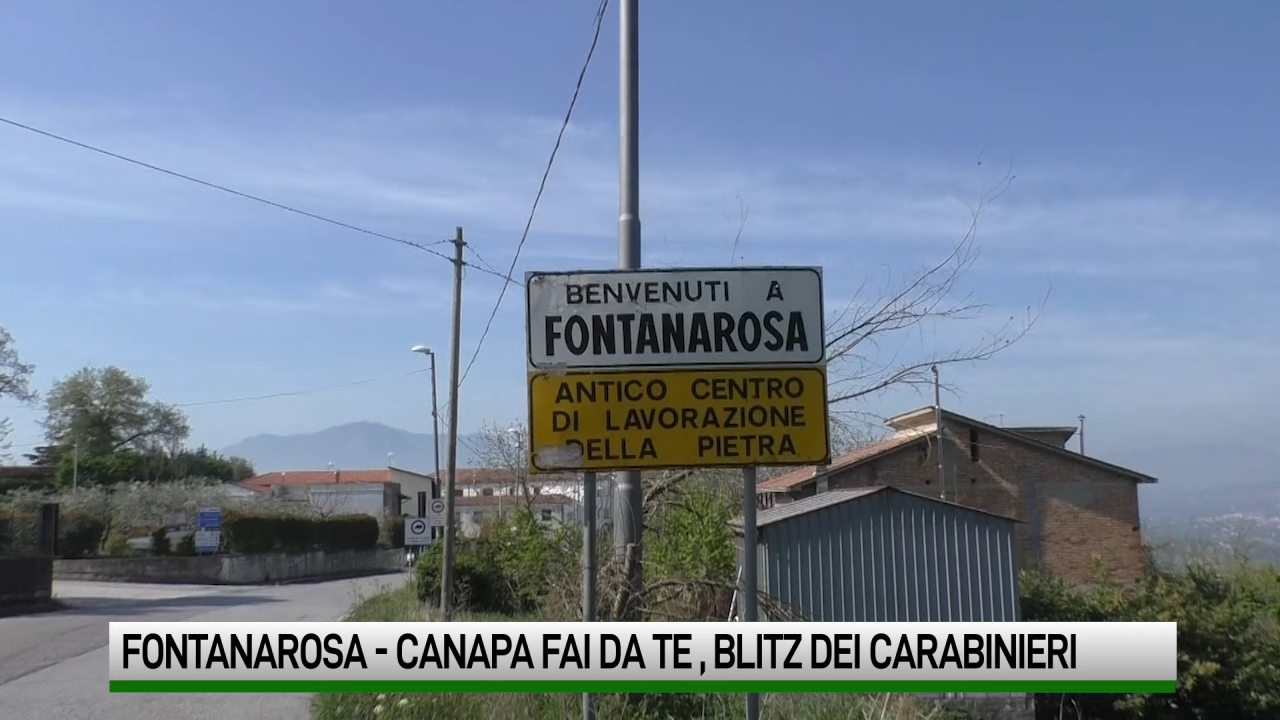 BENVENUTI A
FONTANAROSA
ANTICO CENTRO
DI LAVORAZIONE
DELLA PIETRA
FONTANAROSA - CANAPA FAI DA TE, BLITZ DEI CARABINIERI